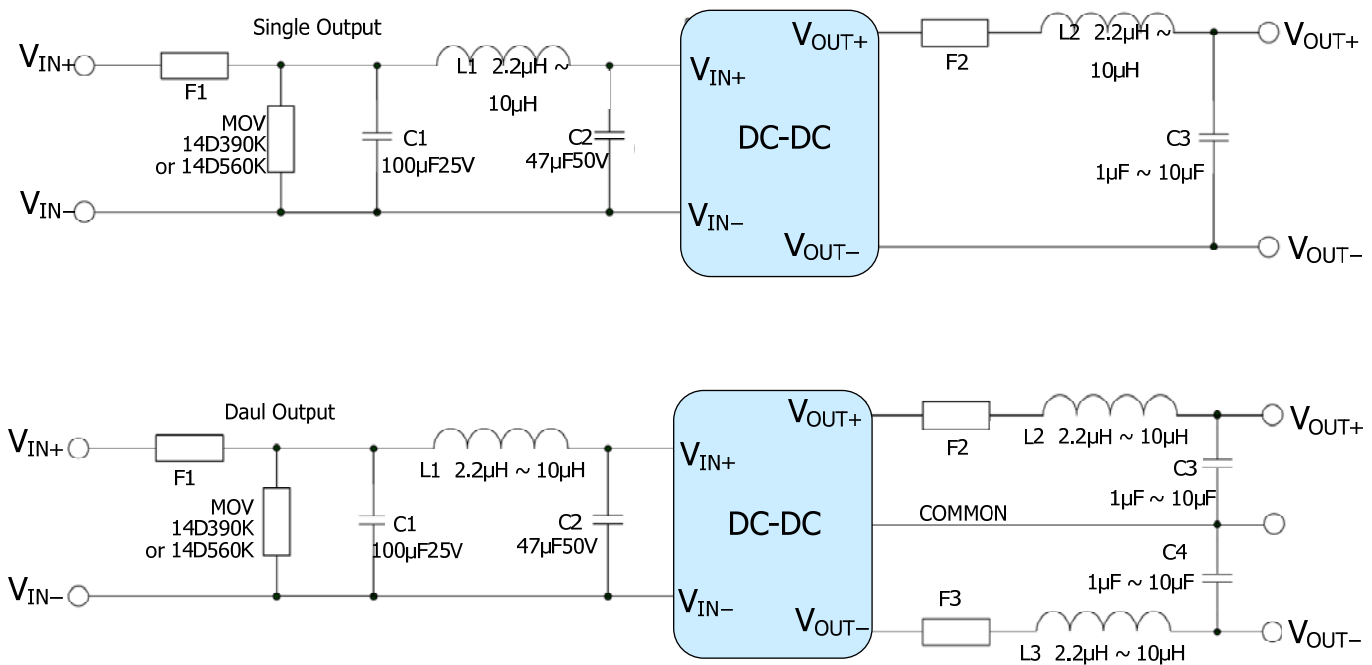 Single Output
VIN+
F1
MOV
14D390K
or 14D560K
C1
100µF25V
L1 2.2µH ~
10µH
C2
47µF50V
VIN−
VIN+
DC-DC
VIN−
VOUT+
VOUT−
F2
L2 2.2µH ~
10µH
C3
1µF ~ 10µF
VOUT+
VOUT−
Daul Output
VIN+
F1
MOV
14D390K
or 14D560K
C1
100µF25V
L1 2.2µH ~ 10µH
C2
47µF50V
VIN−
VIN+
DC-DC
VIN−
VOUT+
VOUT−
F2
L2 2.2µH ~ 10µH
C3
1µF ~ 10µF
COMMON
C4
1µF ~ 10µF
F3
L3 2.2µH ~ 10µH
VOUT+
VOUT−